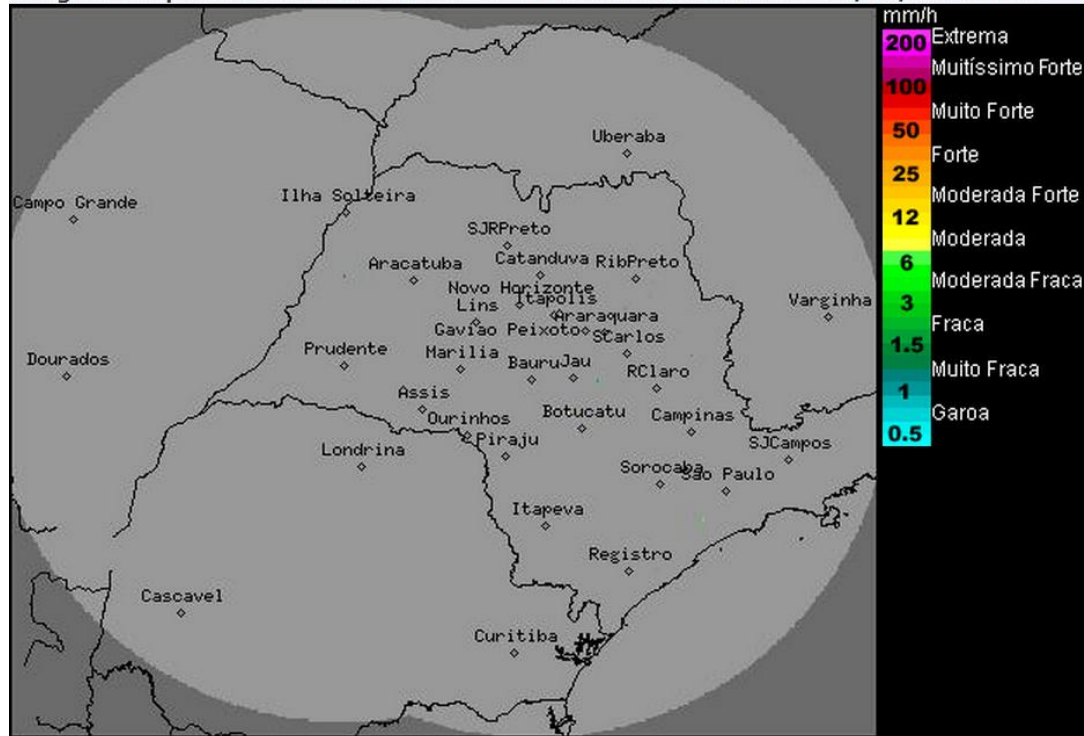 mm/h
200 Extrema
Muitíssimo Forte
100
Muito Forte
50
Forte
25
Moderada Forte
12
Moderada
6
Moderada Fraca
3
Fraca
1.5
Muito Fraca
1
Garoa
0.5
Uberaba
Campo Grande
Ilha Solteira
SJRPreto
Aracatuba
Catanduva
RibPreto
Novo Horizonte
Itapolis
Varginha
Lins
Araraquara
Gaviao Peixoto
SCarlos
Dourados
Prudente
Marilia
Bauru
Jau
RClaro
Assis
Botucatu
Campinas
Ourinhos
Piraju
Londrina
SJCampos
Sorocaba
Sao Paulo
Itapeva
Registro
Cascavel
Curitiba